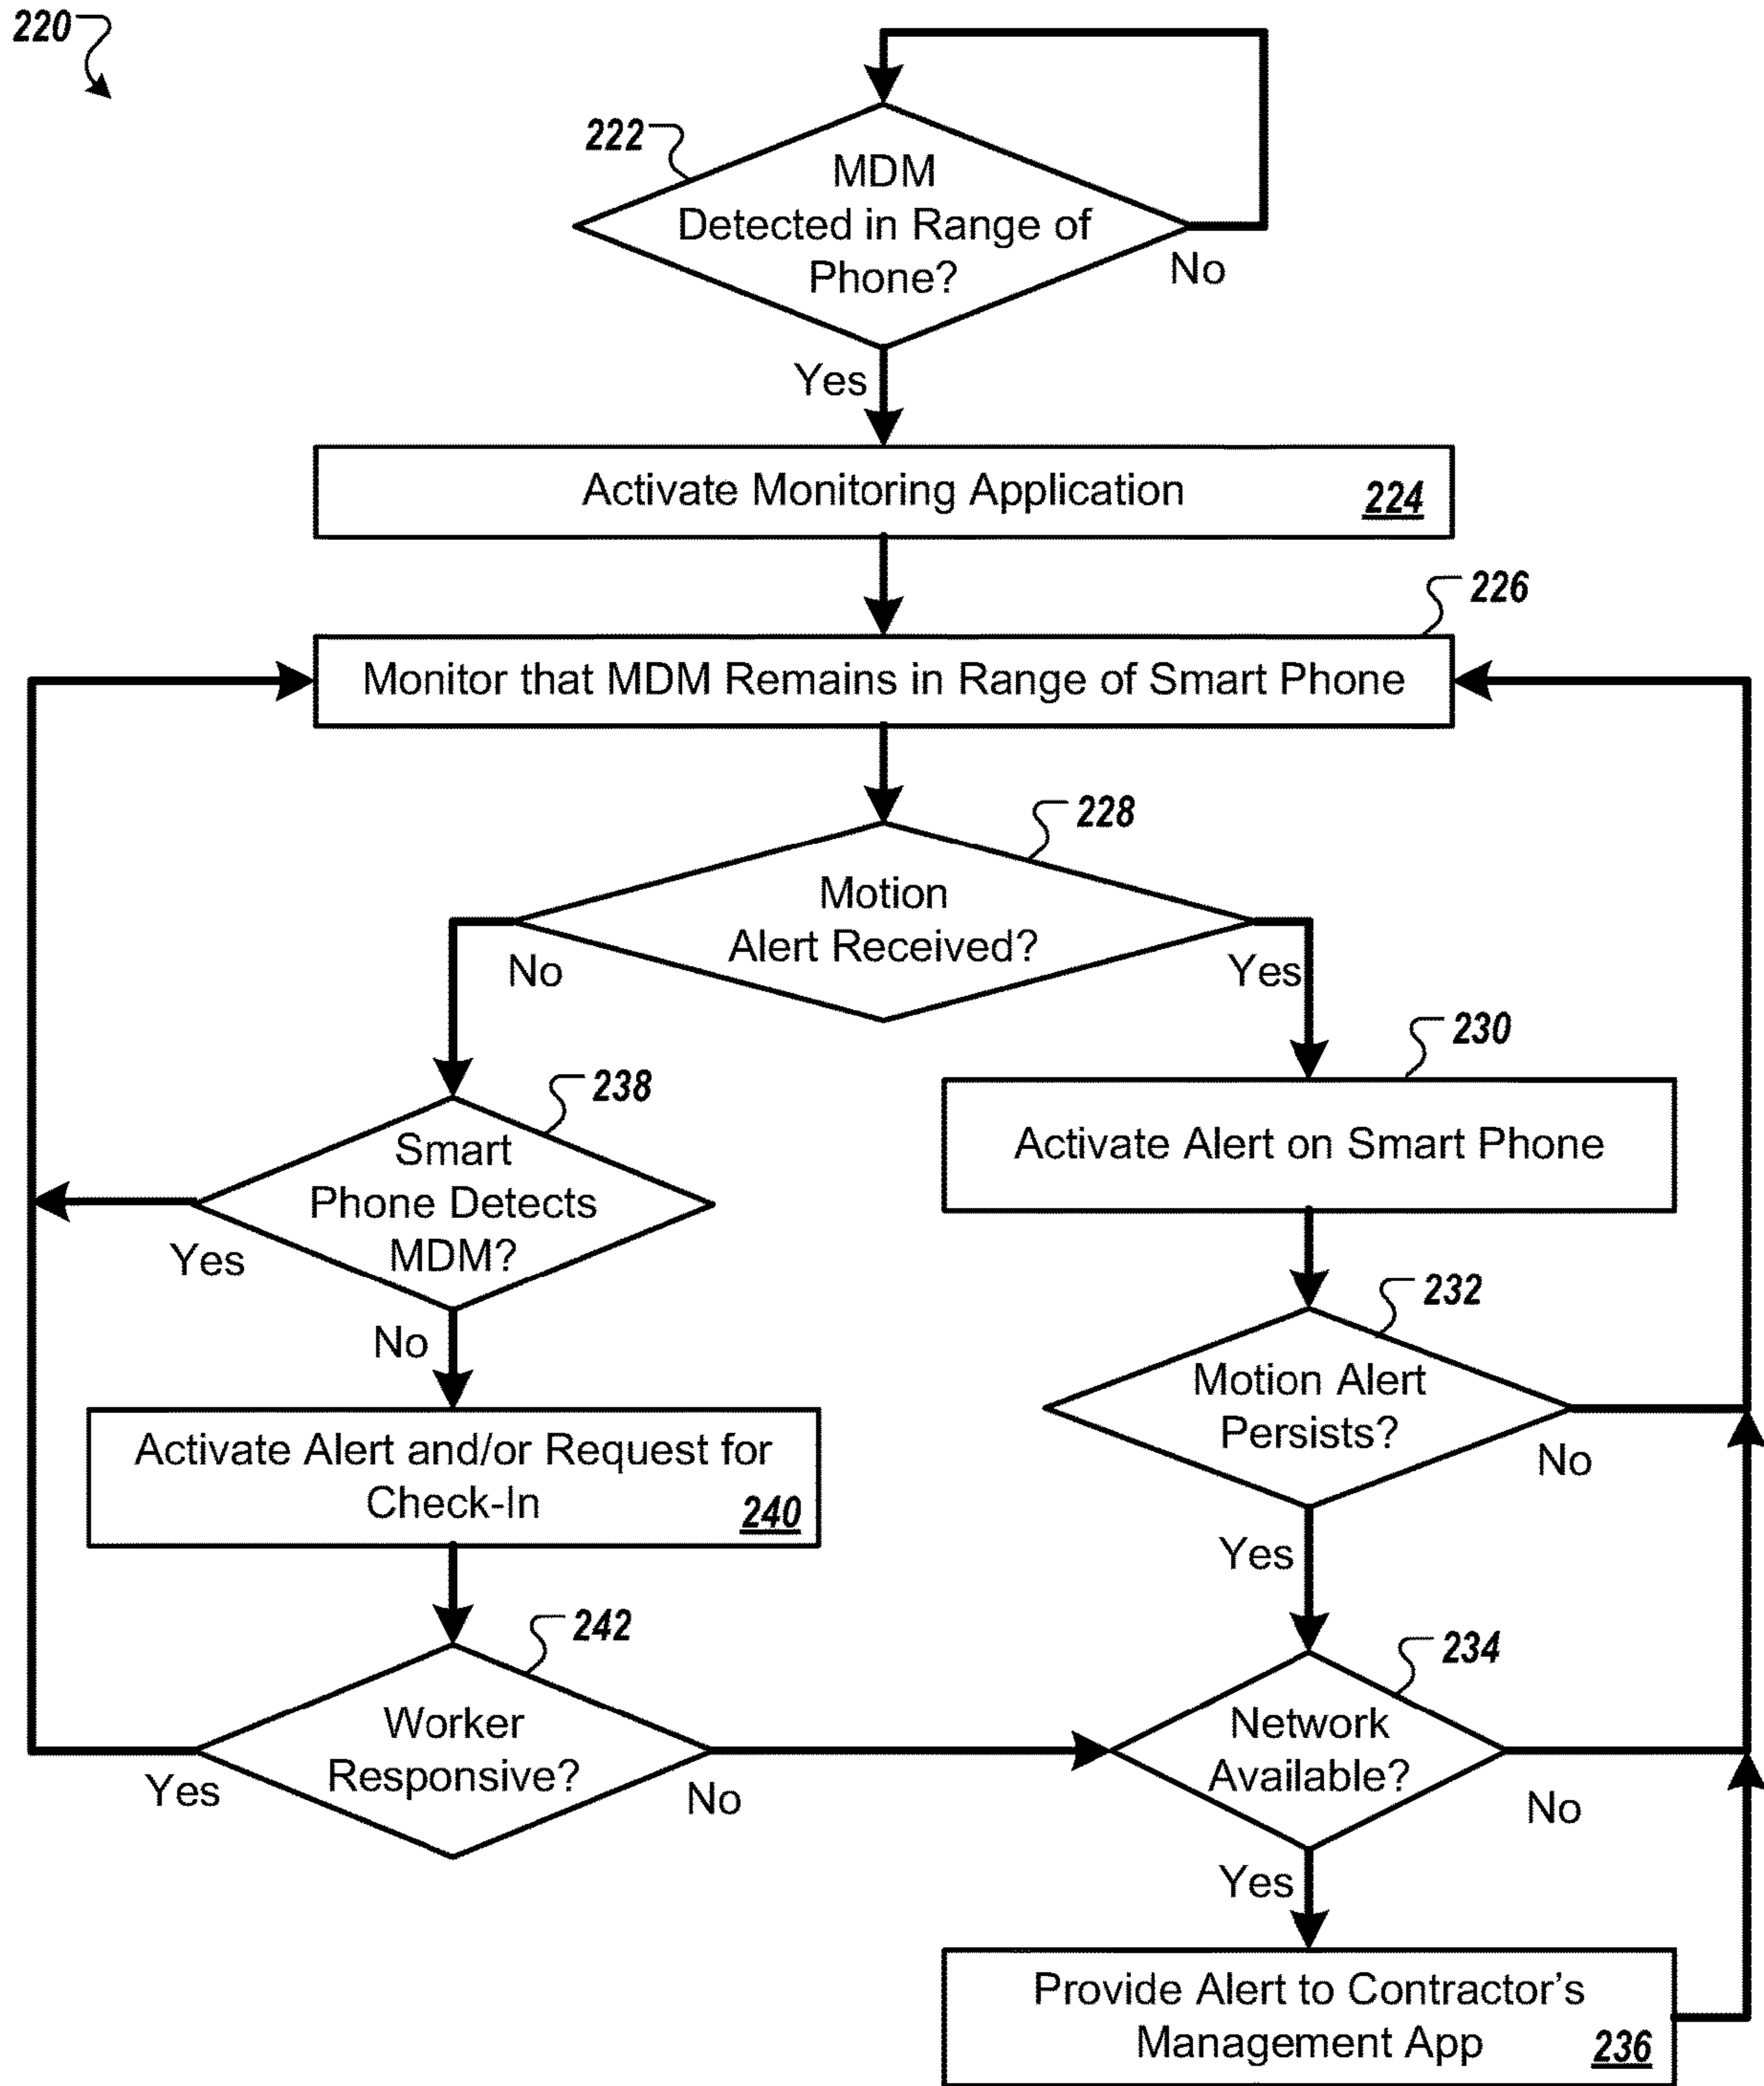 220
222
MDM
Detected in Range of
Phone?
No
Yes
Activate Monitoring Application
224
226
Monitor that MDM Remains in Range of Smart Phone
228
Motion
Alert Received?
No
Yes
230
238
Smart
Phone Detects
MDM?
Activate Alert on Smart Phone
Yes
232
No
Motion Alert
Persists?
Activate Alert and/or Request for
Check-In
240
No
Yes
242
234
Worker
Responsive?
Network
Available?
Yes
No
No
Yes
Provide Alert to Contractor's
Management App
236